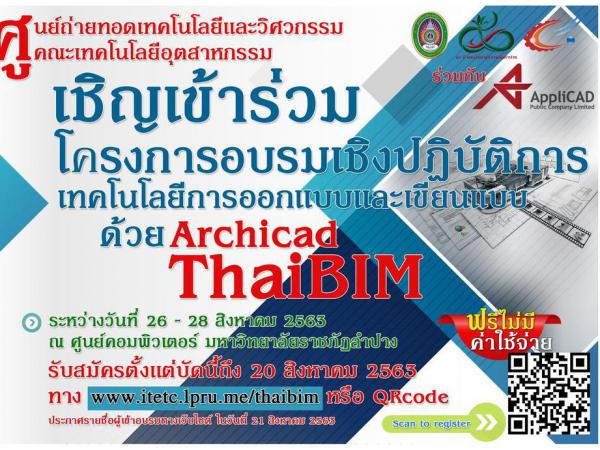 ศูนย์ถ่ายทอดเทคโนโลยีและวิศวกรรม
คณะเทคโนโลยีอุตสาหกรรม
ร่วมกับ
AppliCAD
Public Company Limited
เชิญเข้าร่วม
โครงการอบรมเชิงปฏิบัติการ
เทคโนโลยีการออกแบบและเขียนแบบ
ด้วย Archicad
ThaiBIM
ระหว่างวันที่ 26 - 28 สิงหาคม 2563
ณ ศูนย์คอมพิวเตอร์ มหาวิทยาลัยราชภัฏลำปาง
ฟรีไม่มี
ค่าใช้จ่าย
รับสมัครตั้งแต่บัดนี้ถึง 20 สิงหาคม 2563
ทาง www.itetc.lpru.me/thaibim หรือ QRcode
ประกาศรายชื่อผู้เข้าอบรมทางเว็บไซต์ ในวันที่ 21 สิงหาคม 2563
Scan to register